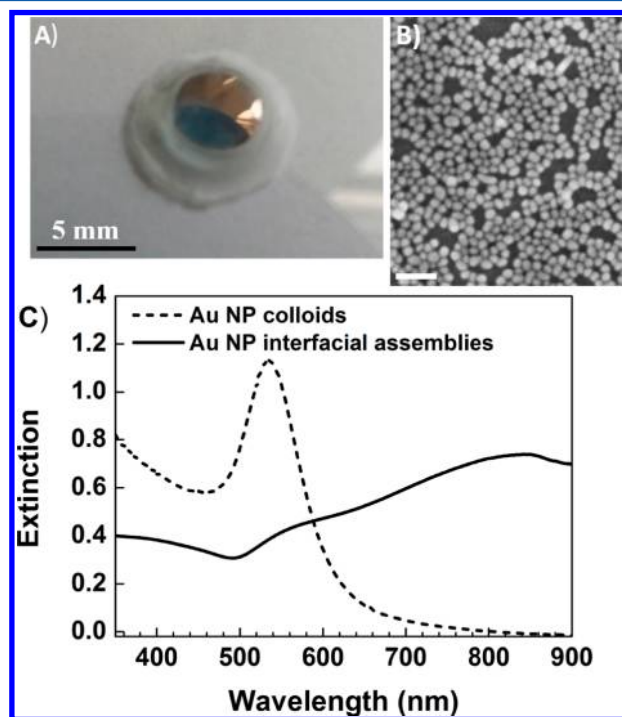 A)
B)
5 mm
C)
1.4
1.2
1.0
0.8
0.6
0.4
0.2
0.0
Extinction
Au NP colloids
Au NP interfacial assemblies
400 500 600 700 800 900
Wavelength (nm)